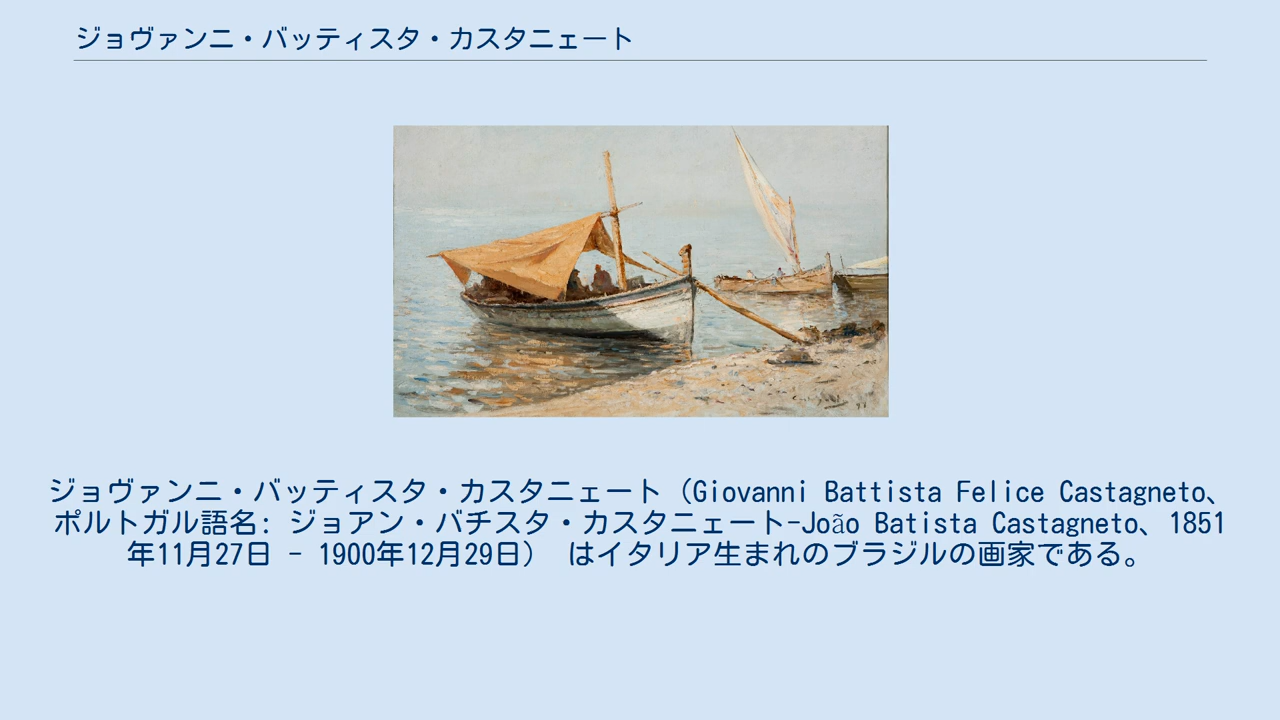 ジョヴァンニ・バッティスタ・カスタニェート
ジョヴァンニ・バッティスタ・カスタニェート（Giovanni Battista Felice Castagneto、
ポルトガル語名: ジョアン・バチスタ・カスタニェート-João Batista Castagneto、1851
年11月27日 - 1900年12月29日） はイタリア生まれのブラジルの画家である。